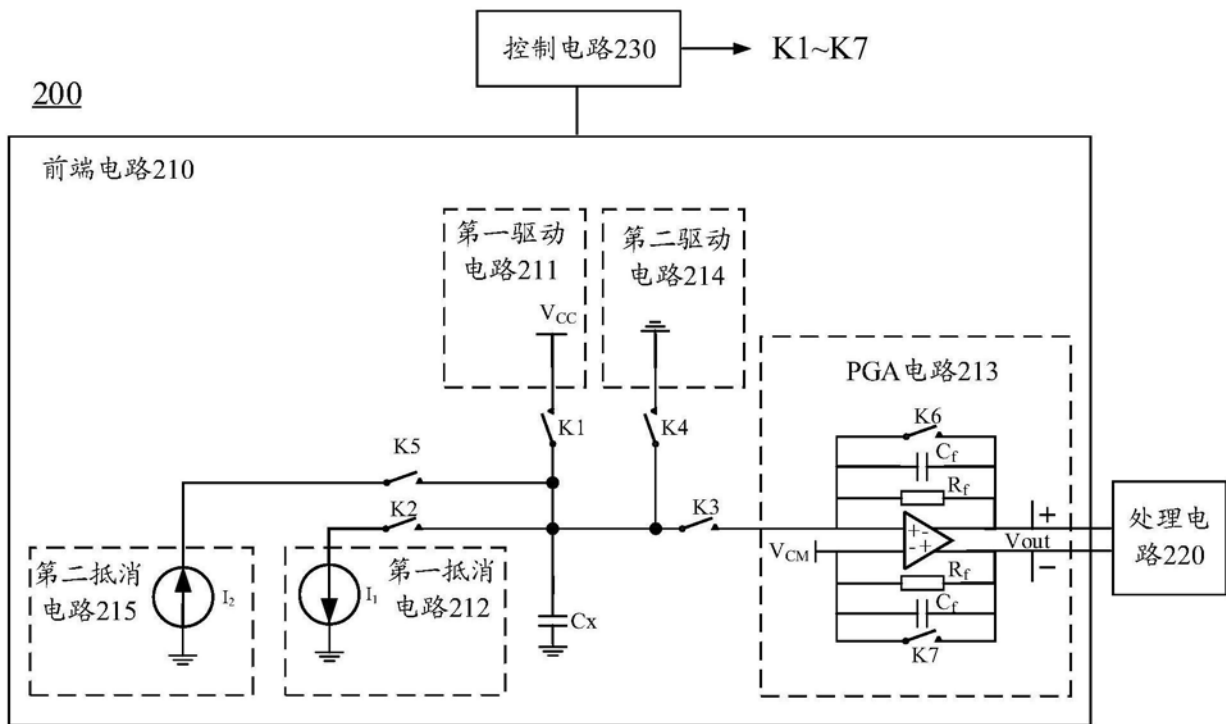 控制电路230
K1~K7
200
前端电路210
第一驱动
电路211
第二驱动
电路214
V_CC
PGA电路213
K1
K4
K6
C_f
K5
R_f
K2
K3
+-
+
处理电
路220
V_CM
-+
Vout
−
第二抵消
电路215
I_2
I_1
第一抵消
电路212
R_f
Cx
C_f
K7